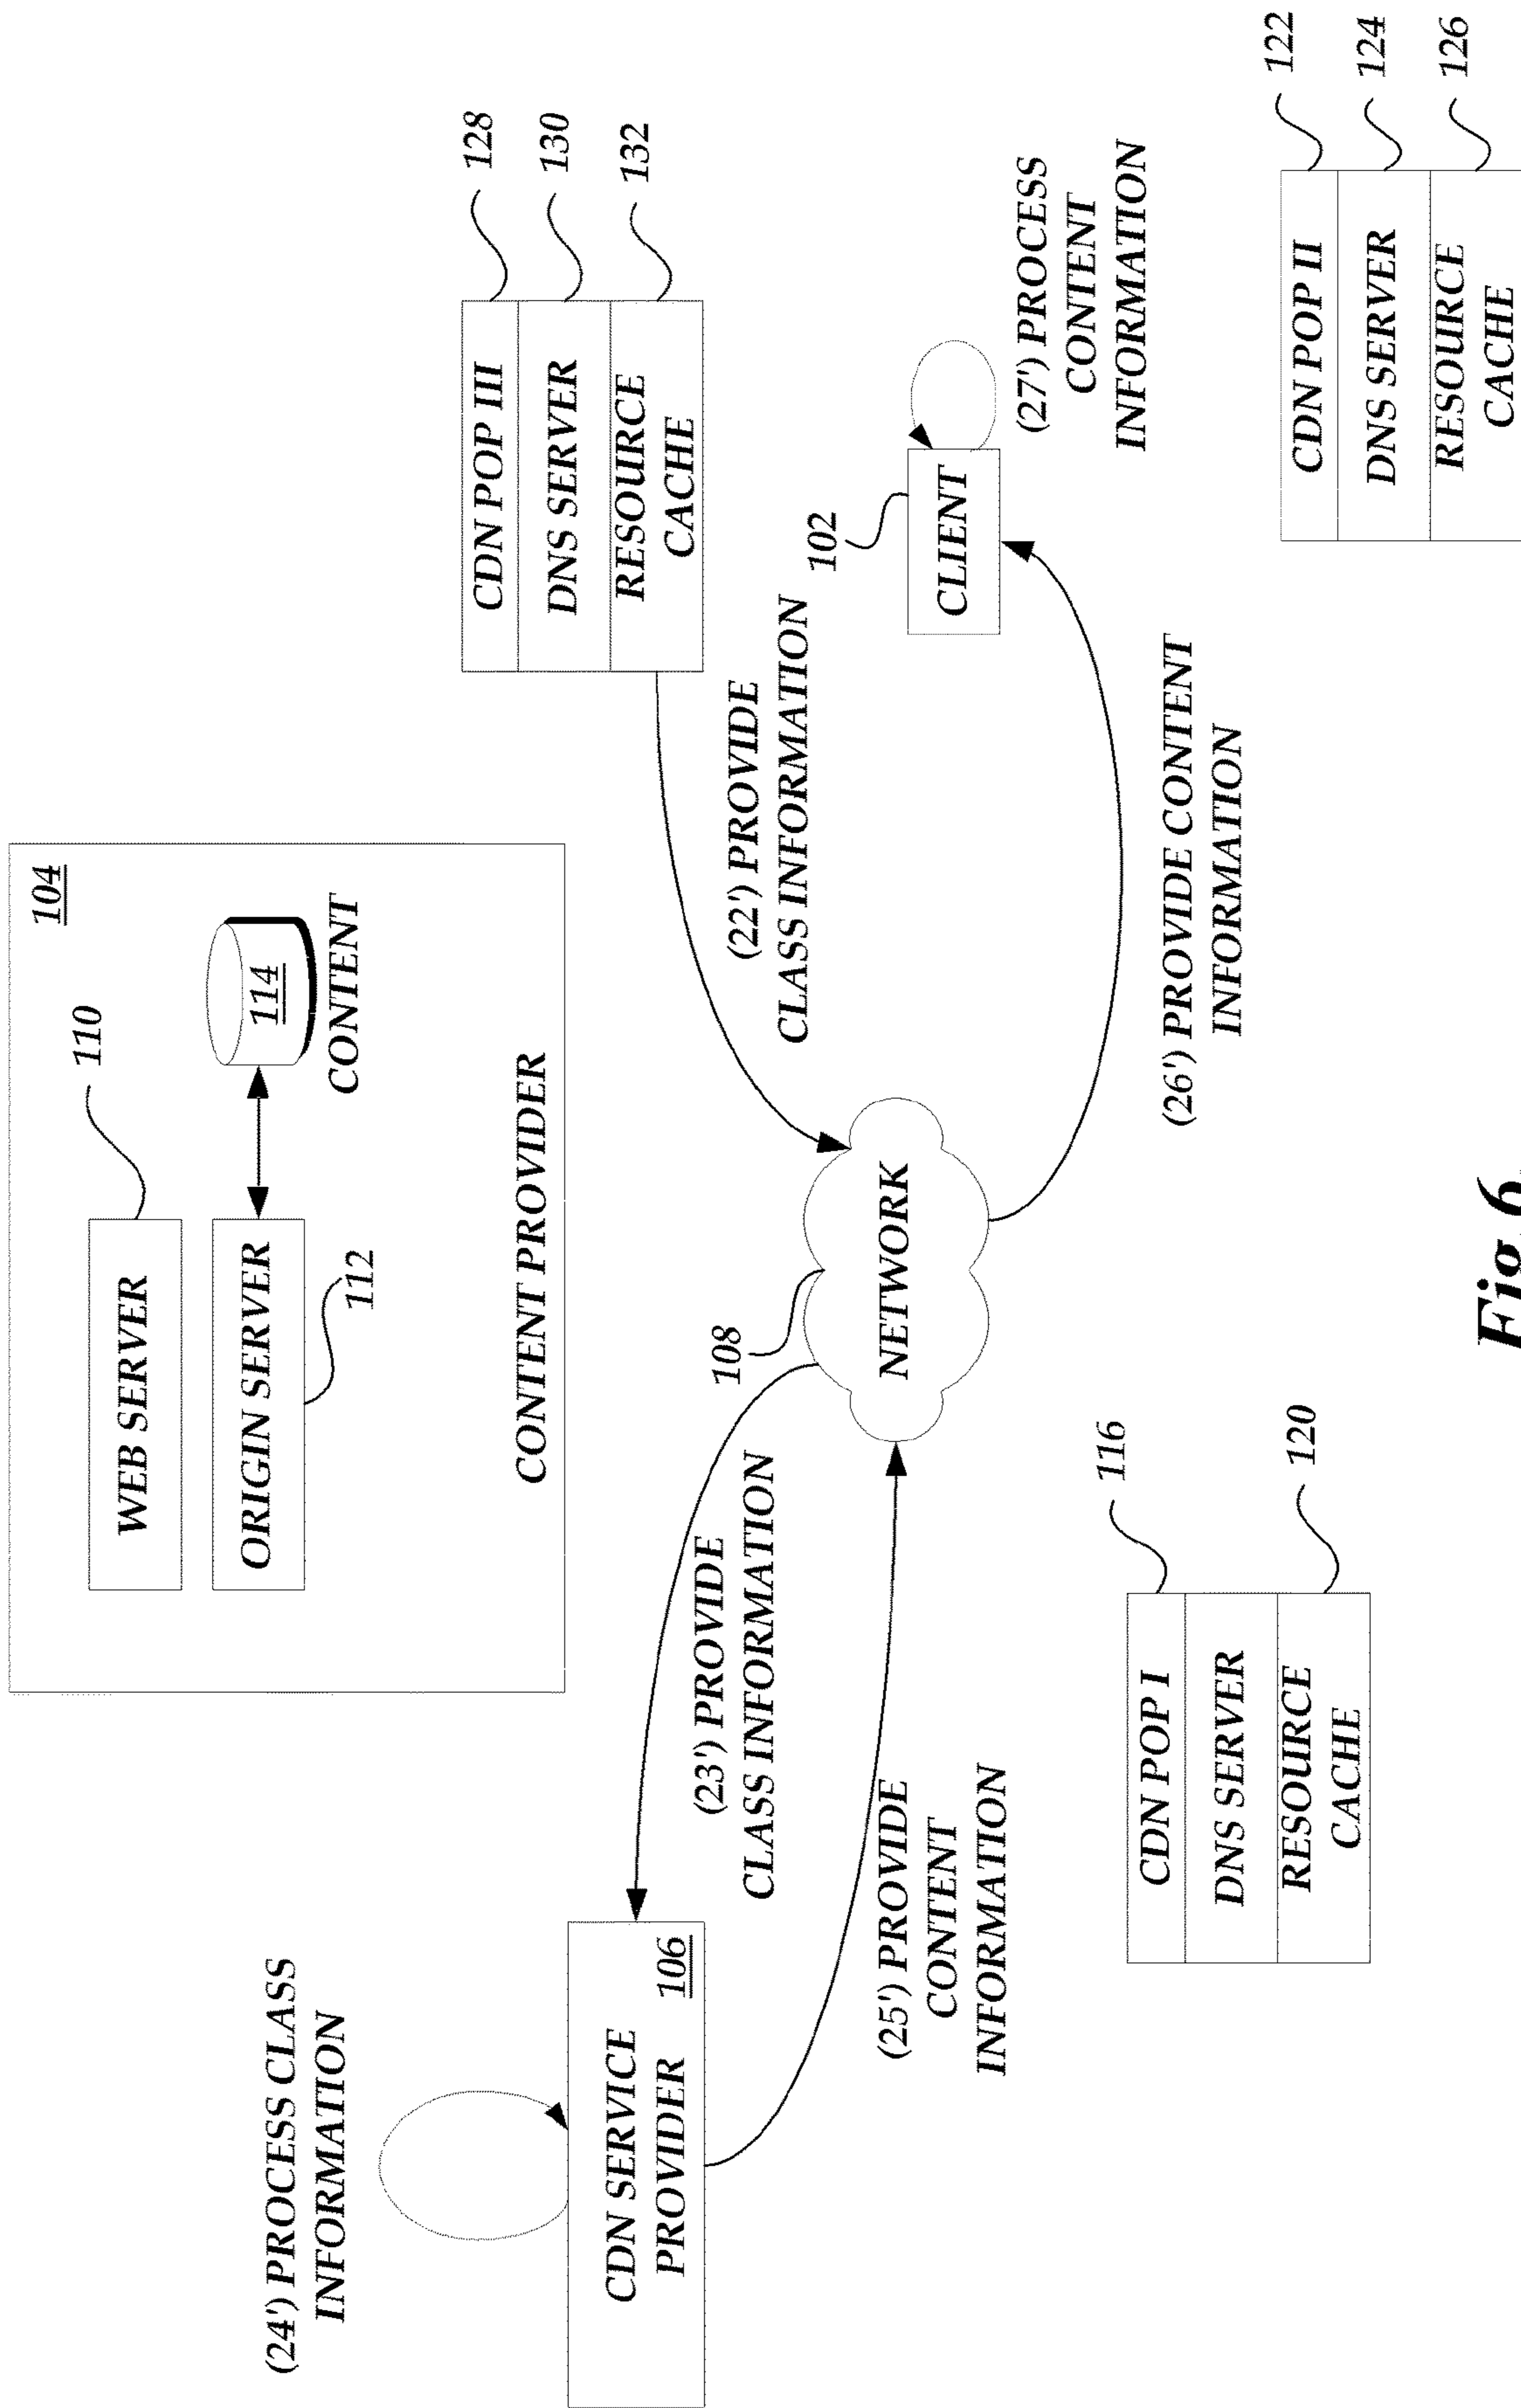 104
WEB SERVER
110
ORIGIN SERVER
112
114
CONTENT
CONTENT PROVIDER
(24') PROCESS CLASS
INFORMATION
CDN SERVICE
PROVIDER
106
(23') PROVIDE
CLASS INFORMATION
(25') PROVIDE
CONTENT
INFORMATION
108
NETWORK
(22') PROVIDE
CLASS INFORMATION
CDN POP III
128
DNS SERVER
130
RESOURCE
CACHE
132
102
CLIENT
(27') PROCESS
CONTENT
INFORMATION
(26') PROVIDE CONTENT
INFORMATION
CDN POP I
116
DNS SERVER
RESOURCE
CACHE
120
CDN POP II
122
DNS SERVER
124
RESOURCE
CACHE
126
Fig.6.